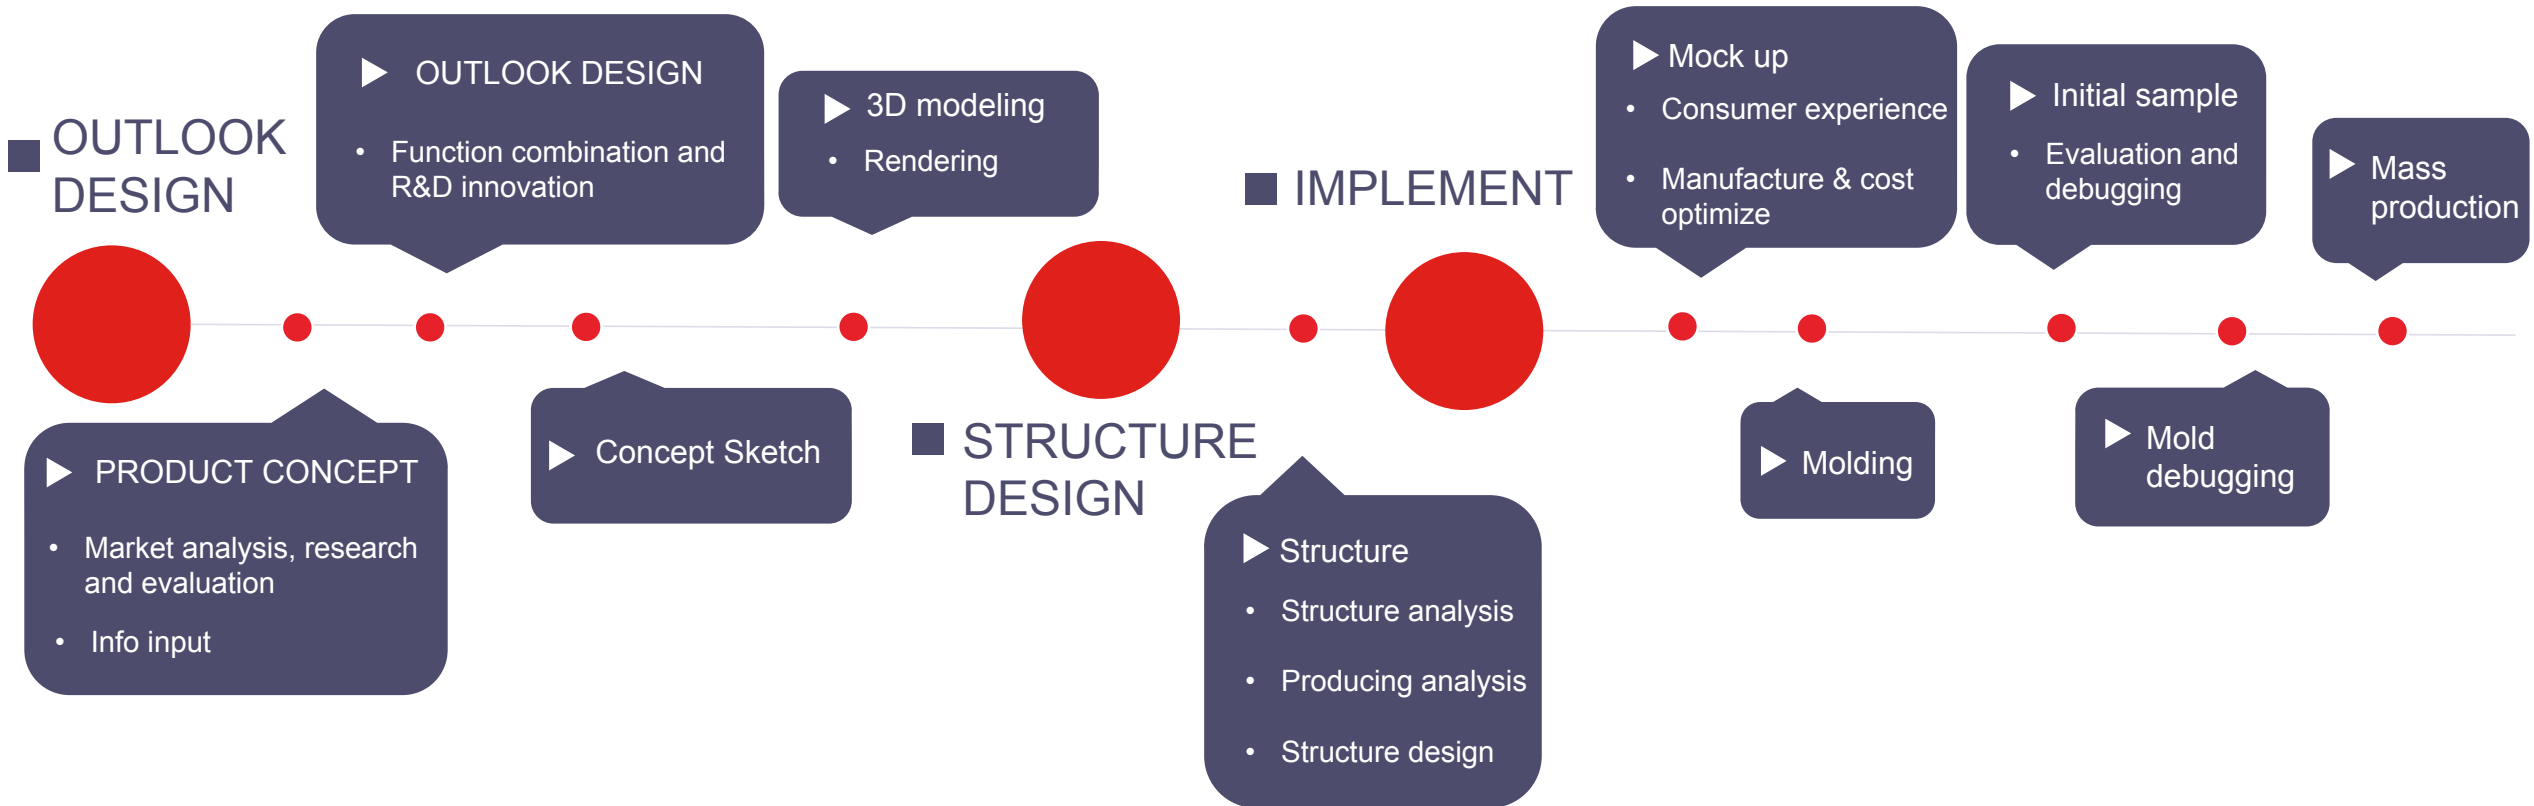 OUTLOOK
DESIGN
PRODUCT CONCEPT
• Market analysis, research
and evaluation
• Info input
OUTLOOK DESIGN
• Function combination and
R&D innovation
Concept Sketch
3D modeling
• Rendering
STRUCTURE
DESIGN
Structure
• Structure analysis
• Producing analysis
• Structure design
IMPLEMENT
Mock up
• Consumer experience
• Manufacture & cost
optimize
Molding
Initial sample
• Evaluation and
debugging
Mold
debugging
Mass
production